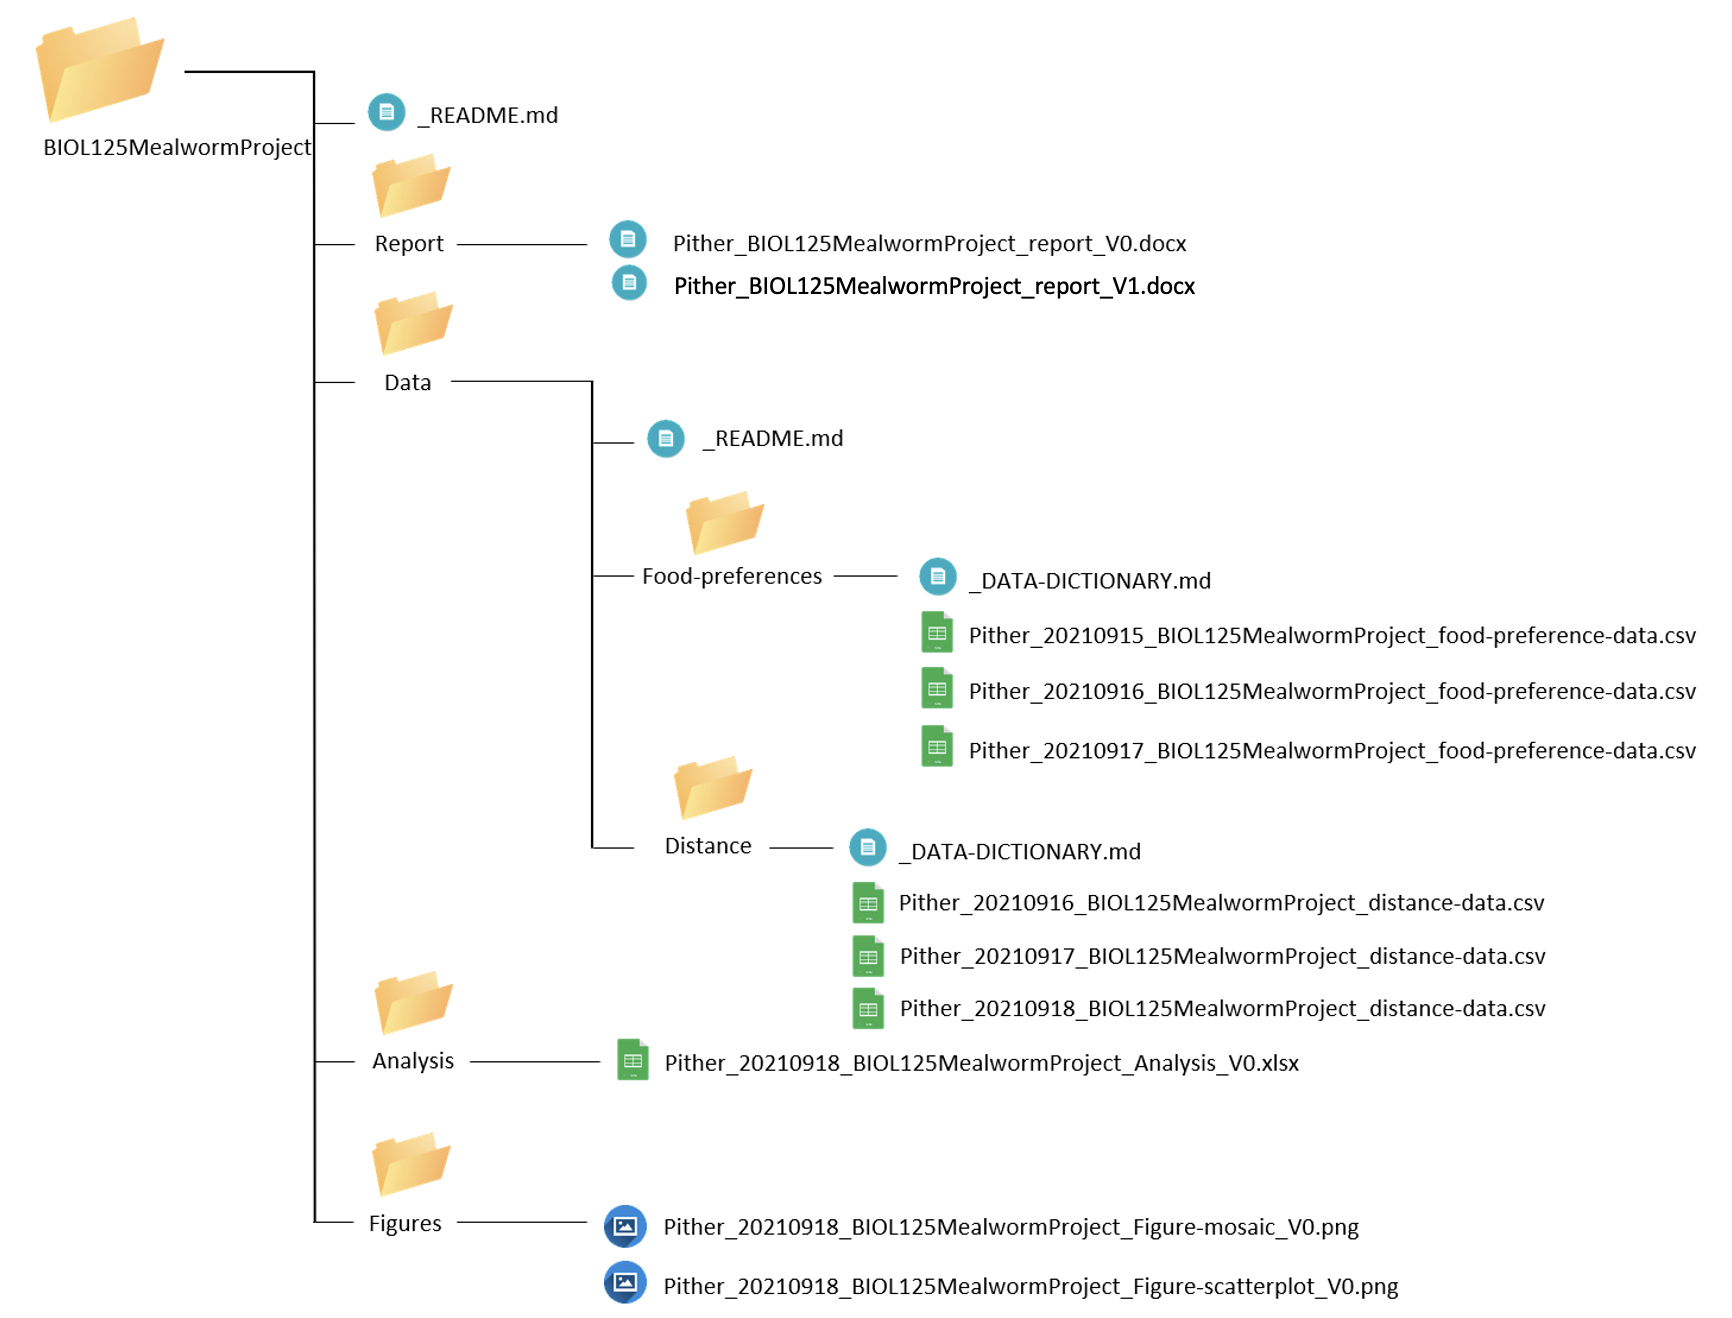 BIOL125MealwormProject
_README.md
Report
Pither_BIOL125MealwormProject_report_V0.docx
Pither_BIOL125MealwormProject_report_V1.docx
Data
_README.md
Food-preferences
_DATA-DICTIONARY.md
Pither_20210915_BIOL125MealwormProject_food-preference-data.csv
Pither_20210916_BIOL125MealwormProject_food-preference-data.csv
Pither_20210917_BIOL125MealwormProject_food-preference-data.csv
Distance
_DATA-DICTIONARY.md
Pither_20210916_BIOL125MealwormProject_distance-data.csv
Pither_20210917_BIOL125MealwormProject_distance-data.csv
Pither_20210918_BIOL125MealwormProject_distance-data.csv
Analysis
Pither_20210918_BIOL125MealwormProject_Analysis_V0.xlsx
Figures
Pither_20210918_BIOL125MealwormProject_Figure-mosaic_V0.png
Pither_20210918_BIOL125MealwormProject_Figure-scatterplot_V0.png